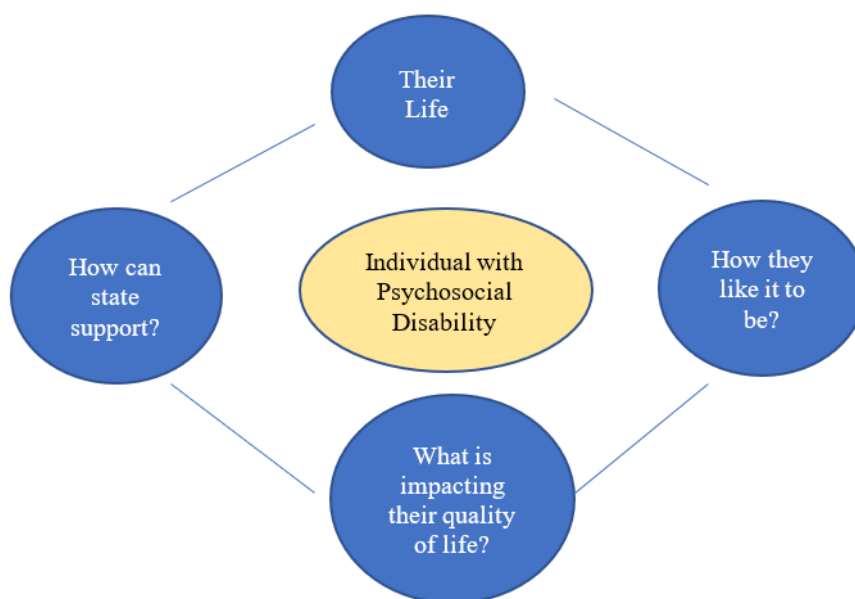 Their
Life
How can
state
support?
Individual with
Psychosocial
Disability
How they
like it to
be?
What is
impacting
their quality
of life?